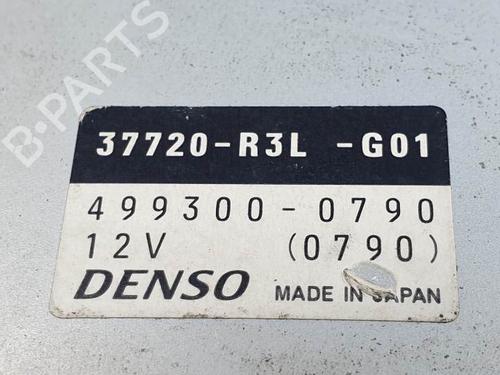 B-PARTS
37720-R3L -G01
499300-0790
12V (0790)
DENSO MADE IN JAPAN